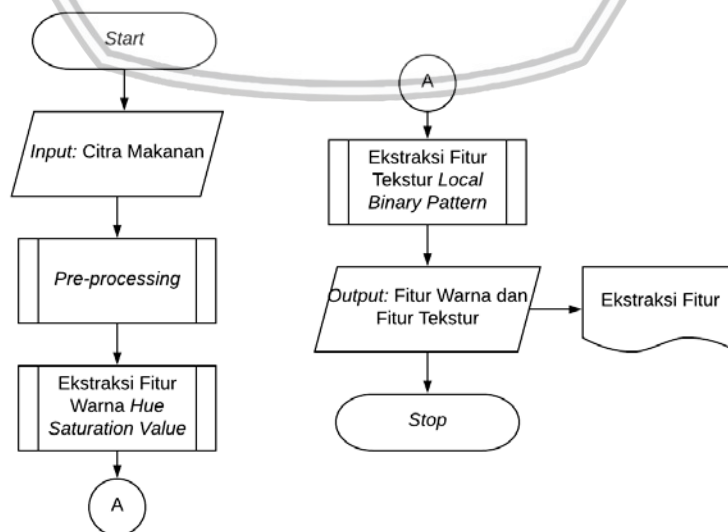 Start
Input: Citra Makanan
Pre-processing
Ekstraksi Fitur
Warna Hue
Saturation Value
A
A
Ekstraksi Fitur
Tekstur Local
Binary Pattern
Output: Fitur Warna dan
Fitur Tekstur
Ekstraksi Fitur
Stop